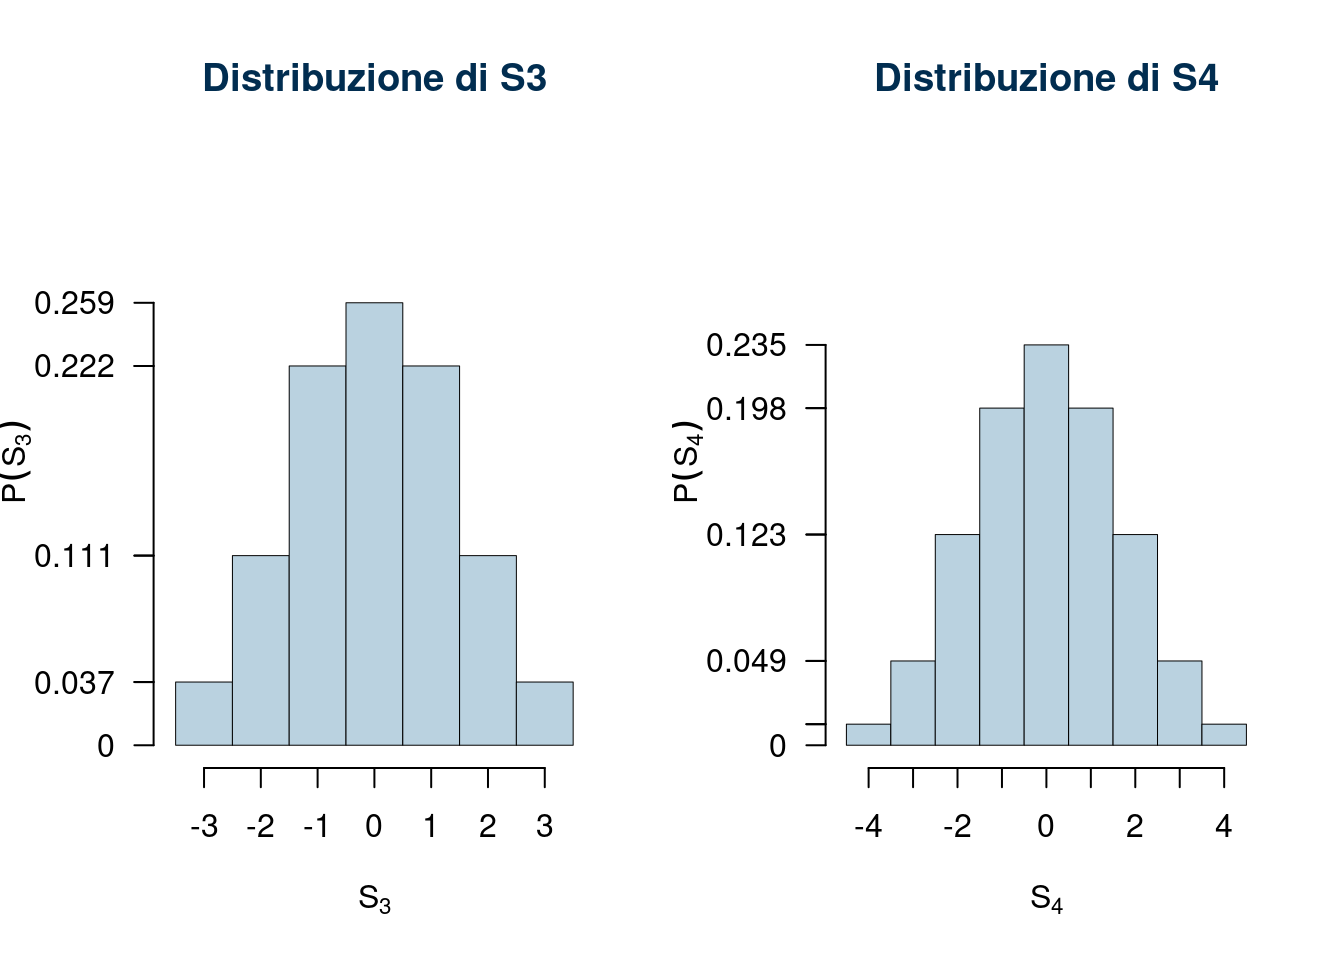 Distribuzione di S3
0.259
0.222
0.111
0.037
0
P(S3)
-3 -2 -1 0 1 2 3
S3
Distribuzione di S4
0.235
0.198
0.123
0.049
0
P(S4)
-4 -2 0 2 4
S4